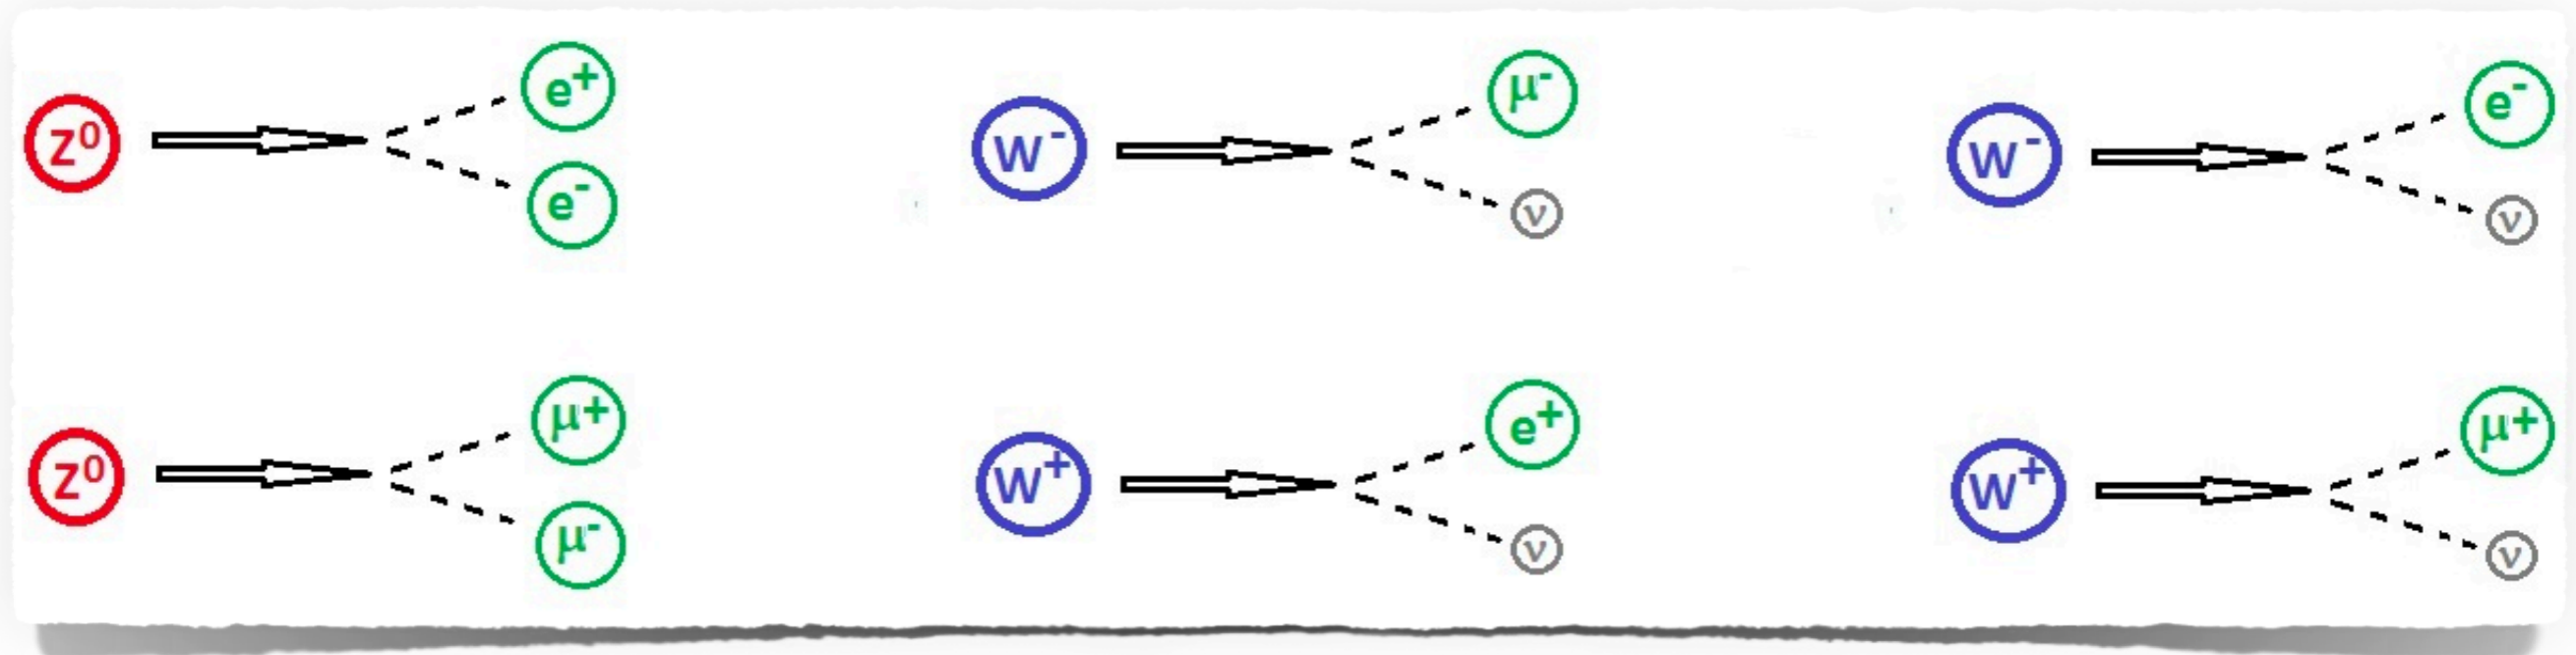 Z⁰ e⁺ e⁻
W⁻ μ⁻ ν
W⁻ e⁻ ν
Z⁰ μ+ μ⁻
W⁺ e⁺ ν
W⁺ μ+ ν